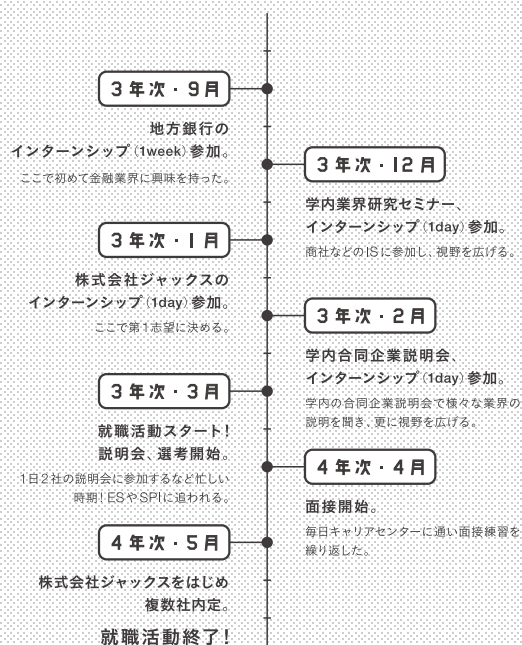 3年次・9月
地方銀行の
インターンシップ(1week)参加。
ここで初めて金融業界に興味を持った。
3年次・12月
学内業界研究セミナー、
インターンシップ(1day)参加。
商社などのISに参加し、視野を広げる。
3年次・1月
株式会社ジャックスの
インターンシップ(1day)参加。
ここで第1志望に決める。
3年次・2月
学内合同企業説明会、
インターンシップ(1day)参加。
学内の合同企業説明会で様々な業界の
説明を聞き、更に視野を広げる。
3年次・3月
就職活動スタート!
説明会、選考開始。
1日2社の説明会に参加するなど忙しい
時期!ESやSPIに追われる。
4年次・4月
面接開始。
毎日キャリアセンターに通い面接練習を
繰り返した。
4年次・5月
株式会社ジャックスをはじめ
複数社内定。
就職活動終了!